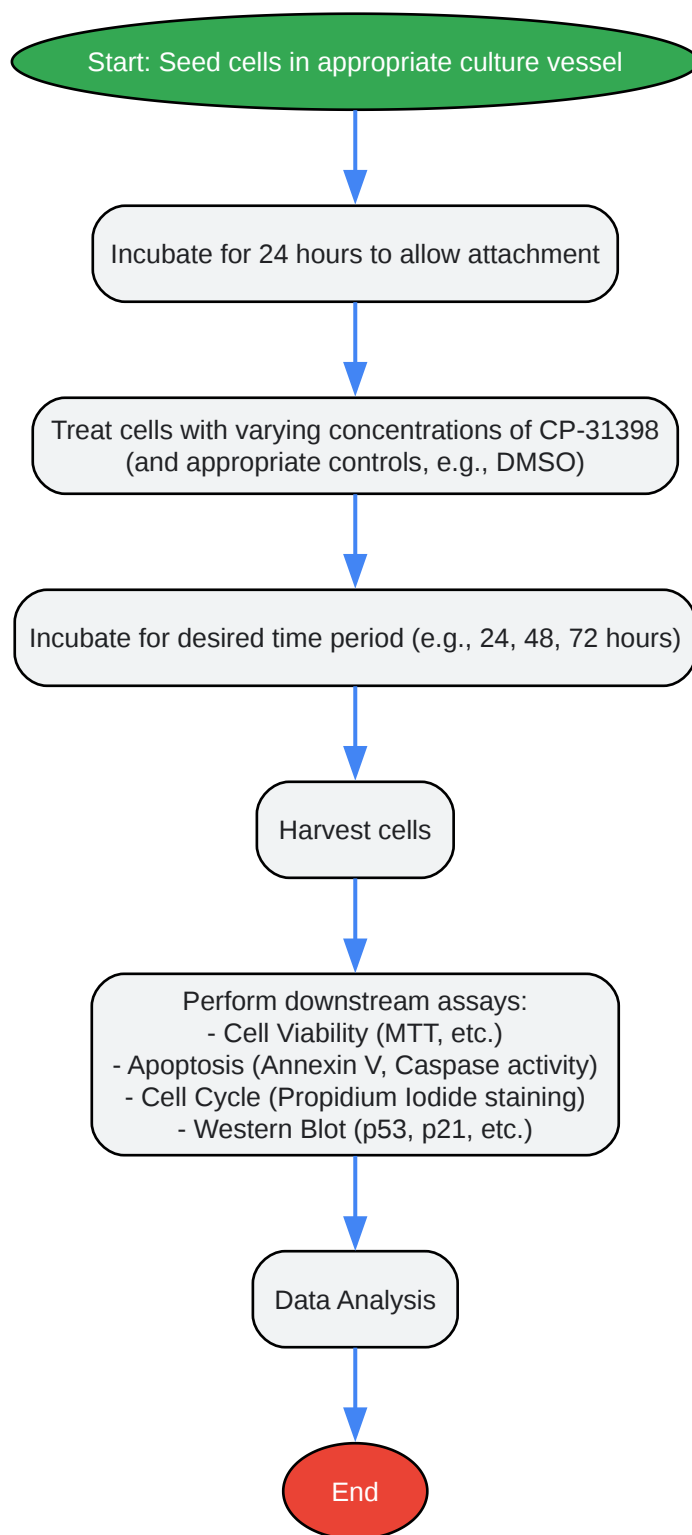 Start: Seed cells in appropriate culture vessel
Incubate for 24 hours to allow attachment
Treat cells with varying concentrations of CP-31398
(and appropriate controls, e.g., DMSO)
Incubate for desired time period (e.g., 24, 48, 72 hours)
Harvest cells
Perform downstream assays:
- Cell Viability (MTT, etc.)
- Apoptosis (Annexin V, Caspase activity)
- Cell Cycle (Propidium Iodide staining)
- Western Blot (p53, p21, etc.)
Data Analysis
End